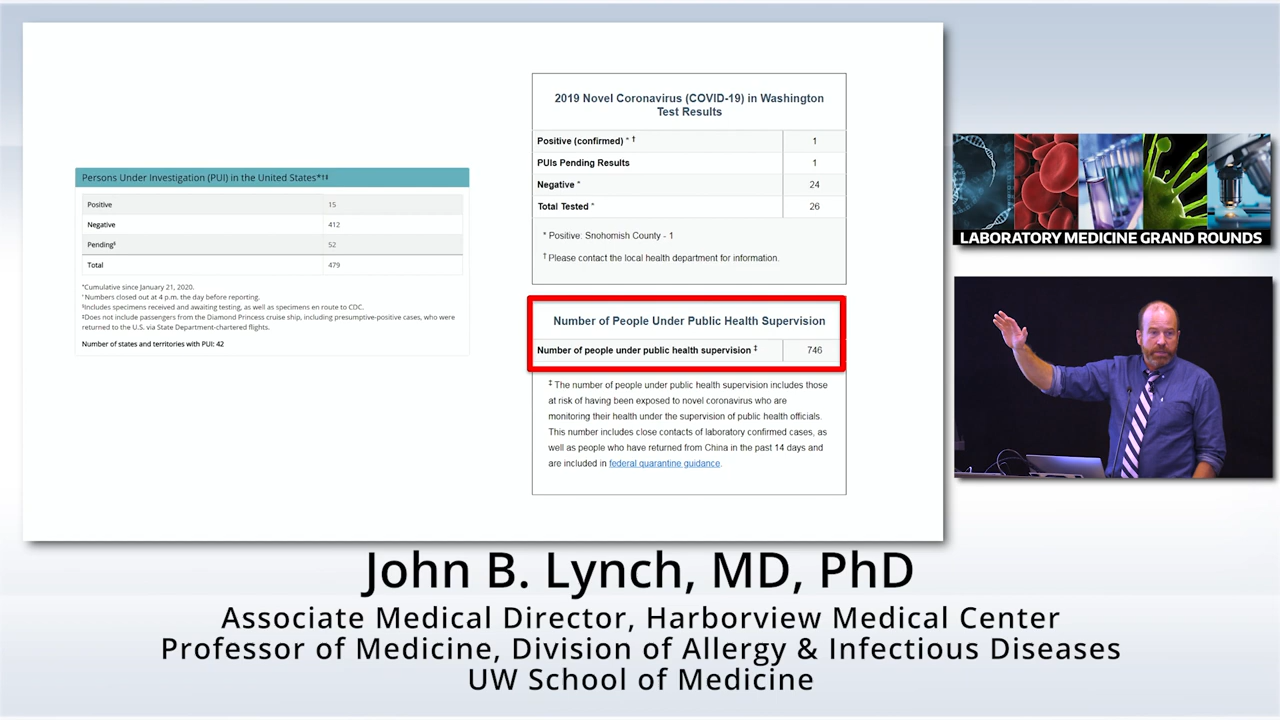 Persons Under Investigation (PUI) in the United States*†‡
Positive 15
Negative 412
Pending§ 52
Total 479
*Cumulative since January 21, 2020.
†Numbers closed out at 4 p.m. the day before reporting.
§Includes specimens received and awaiting testing, as well as specimens en route to CDC.
‡Does not include passengers from the Diamond Princess cruise ship, including presumptive-positive cases, who were
returned to the U.S. via State Department-chartered flights.
Number of states and territories with PUI: 42
2019 Novel Coronavirus (COVID-19) in Washington
Test Results
Positive (confirmed) * † 1
PUIs Pending Results 1
Negative * 24
Total Tested * 26
* Positive: Snohomish County - 1
† Please contact the local health department for information.
Number of People Under Public Health Supervision
Number of people under public health supervision ‡ 746
‡ The number of people under public health supervision includes those
at risk of having been exposed to novel coronavirus who are
monitoring their health under the supervision of public health officials.
This number includes close contacts of laboratory confirmed cases, as
well as people who have returned from China in the past 14 days and
are included in federal quarantine guidance.
LABORATORY MEDICINE GRAND ROUNDS
John B. Lynch, MD, PhD
Associate Medical Director, Harborview Medical Center
Professor of Medicine, Division of Allergy & Infectious Diseases
UW School of Medicine